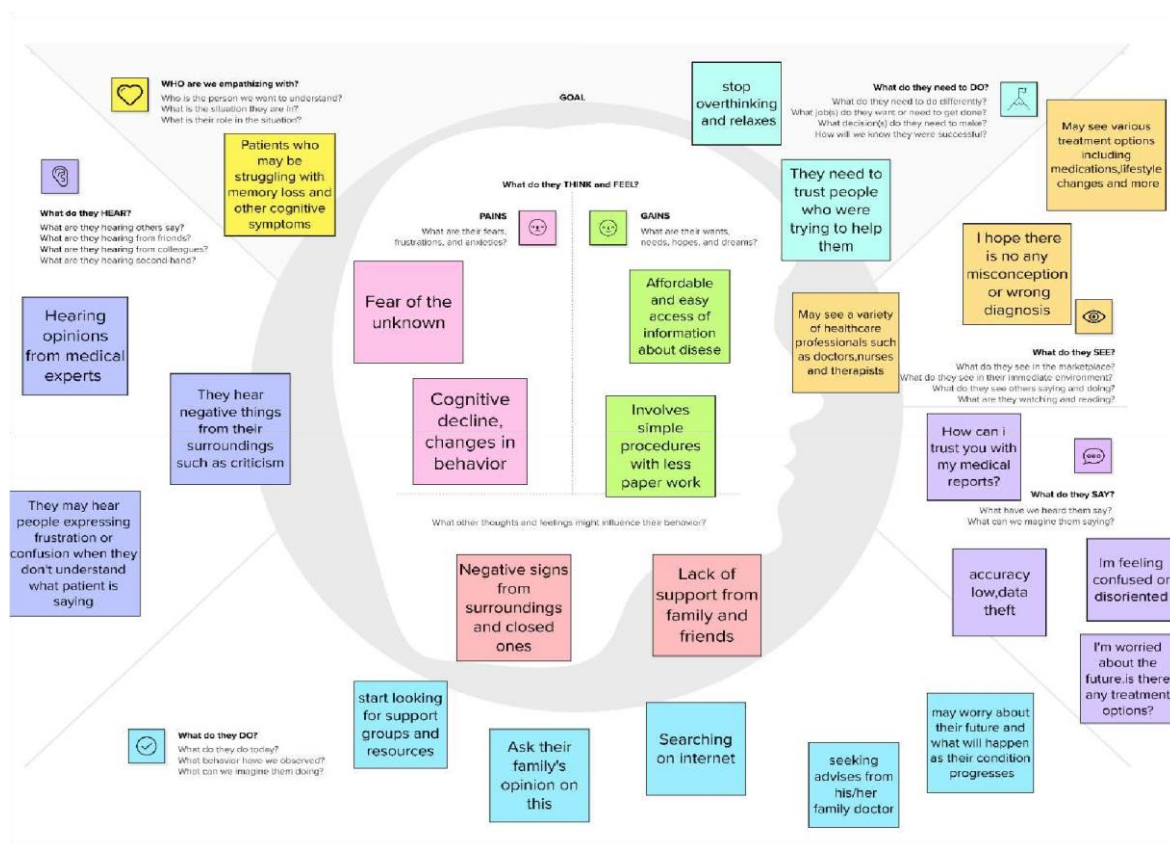 WHO are we empathizing with?
Who is the person we want to understand?
What is the situation they are in?
What is their role in the situation?
Patients who
may be
struggling with
memory loss and
other cognitive
symptoms
GOAL
stop
overthinking
and relaxes
What do they need to DO?
What do they need to do differently?
What job(s) do they want or need to get done?
What decision(s) do they need to make?
How will we know they were successful?
They need to
trust people
who were
trying to help
them
May see various
treatment options
including
medications,lifestyle
changes and more
What do they HEAR?
What are they hearing others say?
What are they hearing from friends?
What are they hearing from colleagues?
What are they hearing second-hand?
Hearing
opinions
from medical
experts
They hear
negative things
from their
surroundings
such as criticism
They may hear
people expressing
frustration or
confusion when they
don't understand
what patient is
saying
What do they THINK and FEEL?
PAINS
What are their fears,
frustrations, and anxieties?
GAINS
What are their wants,
needs, hopes, and dreams?
Fear of the
unknown
Cognitive
decline,
changes in
behavior
Affordable
and easy
access of
information
about disese
Involves
simple
procedures
with less
paper work
I hope there
is no any
misconception
or wrong
diagnosis
May see a variety
of healthcare
professionals such
as doctors,nurses
and therapists
What do they SEE?
What do they see in the marketplace?
What do they see in their immediate environment?
What do they see others saying and doing?
What are they watching and reading?
How can i
trust you with
my medical
reports?
What do they SAY?
What have we heard them say?
What can we magine them saying?
accuracy
low,data
theft
Im feeling
confused or
disoriented
I'm worried
about the
future.is there
any treatment
options?
What other thoughts and feelings might influence their behavior?
Negative signs
from
surroundings
and closed
ones
Lack of
support from
family and
friends
What do they DO?
What do they do today?
What behavior have we observed?
What can we imagine them doing?
start looking
for support
groups and
resources
Ask their
family's
opinion on
this
Searching
on internet
seeking
advises from
his/her
family doctor
may worry about
their future and
what will happen
as their condition
progresses